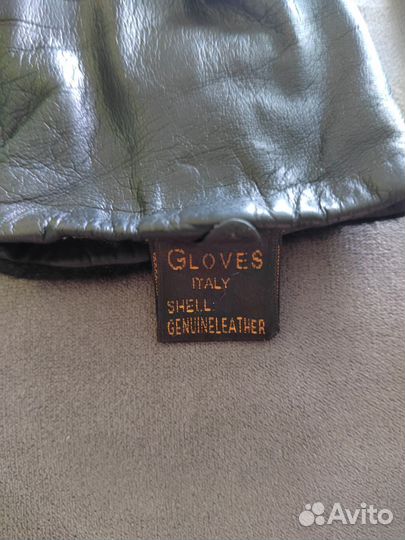 GLOVES
ITALY
SHELL:
GENUINELEATHER
Avito